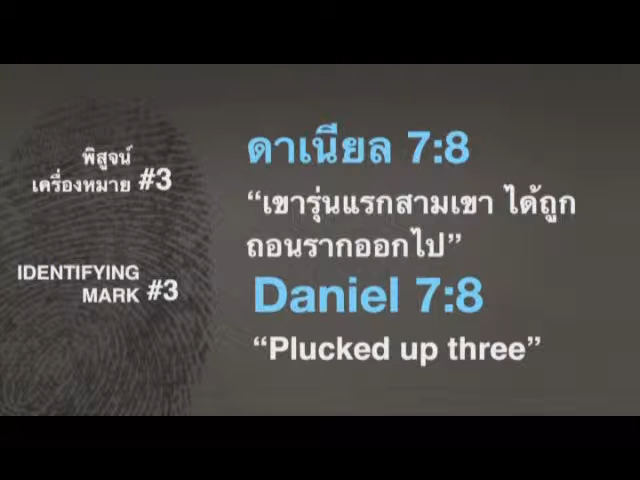 พิสูจน์
เครื่องหมาย #3
ดาเนียล 7:8
“เขารุ่นแรกสามเขา ได้ถูก
ถอนรากออกไป”
IDENTIFYING
MARK #3
Daniel 7:8
“Plucked up three”